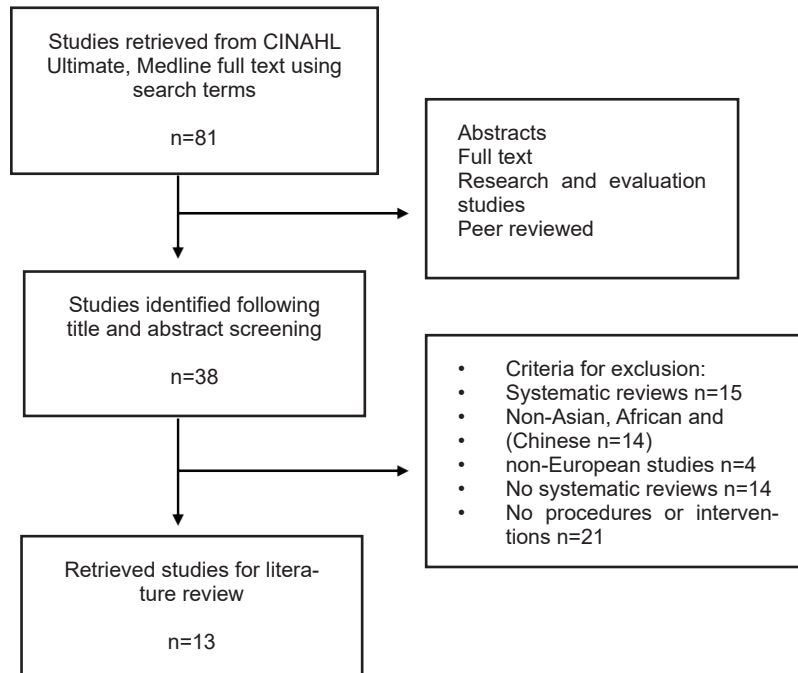 Studies retrieved from CINAHL
Ultimate, Medline full text using
search terms
n=81
Abstracts
Full text
Research and evaluation
studies
Peer reviewed
Studies identified following
title and abstract screening
n=38
• Criteria for exclusion:
• Systematic reviews n=15
• Non-Asian, African and
• (Chinese n=14)
• non-European studies n=4
• No systematic reviews n=14
• No procedures or interven-
tions n=21
Retrieved studies for litera-
ture review
n=13